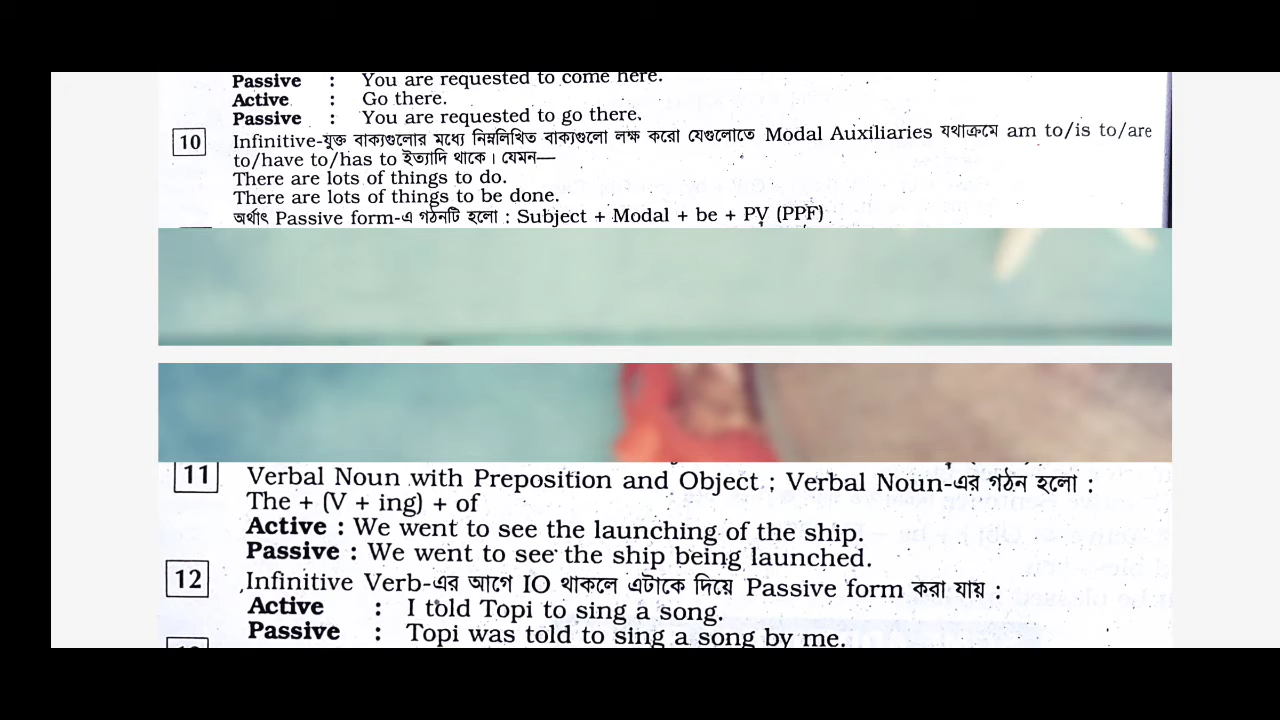 Passive : You are requested to come here.
Active : Go there.
Passive : You are requested to go there.
10 Infinitive-যুক্ত বাক্যগুলোর মধ্যে নিম্নলিখিত বাক্যগুলো লক্ষ করো যেগুলোতে Modal Auxiliaries যথাক্রমে am to/is to/are
to/have to/has to ইত্যাদি থাকে। যেমন—
There are lots of things to do.
There are lots of things to be done.
অর্থাৎ Passive form-এ গঠনটি হলো : Subject + Modal + be + PV (PPF)
11 Verbal Noun with Preposition and Object ; Verbal Noun-এর গঠন হলো :
The + (V + ing) + of
Active : We went to see the launching of the ship.
Passive : We went to see the ship being launched.
12 Infinitive Verb-এর আগে IO থাকলে এটাকে দিয়ে Passive form করা যায় :
Active : I told Topi to sing a song.
Passive : Topi was told to sing a song by me.